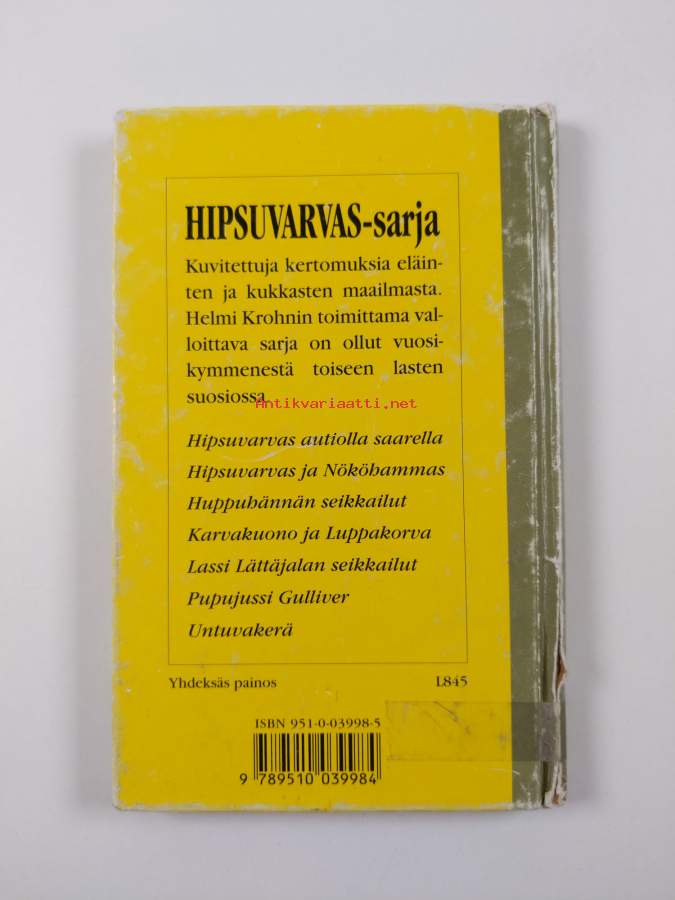 HIPSUVARVAS-sarja
Kuvitettuja kertomuksia eläin-
ten ja kukkasten maailmasta.
Helmi Krohnin toimittama val-
loittava sarja on ollut vuosi-
kymmenestä toiseen lasten
suosiossa.
Antikvariaatti.net
Hipsuvarvas autiolla saarella
Hipsuvarvas ja Nököhammas
Huppuhännän seikkailut
Karvakuono ja Luppakorva
Lassi Lättäjalan seikkailut
Pupujussi Gulliver
Untuvakerä
Yhdeksäs painos L845
ISBN 951-0-03998-5
9 789510 039984